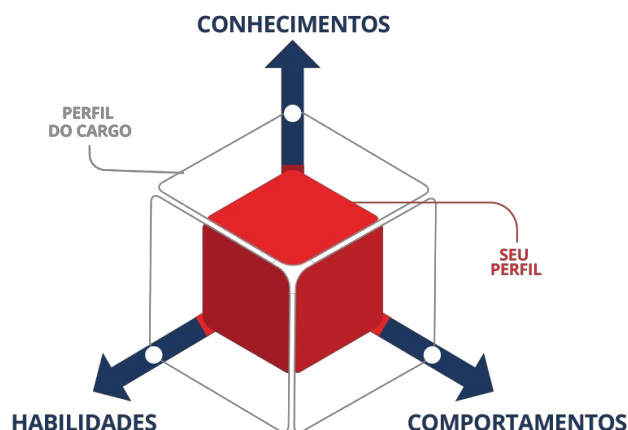 CONHECIMENTOS
PERFIL
DO CARGO
SEU
PERFIL
HABILIDADES
COMPORTAMENTOS